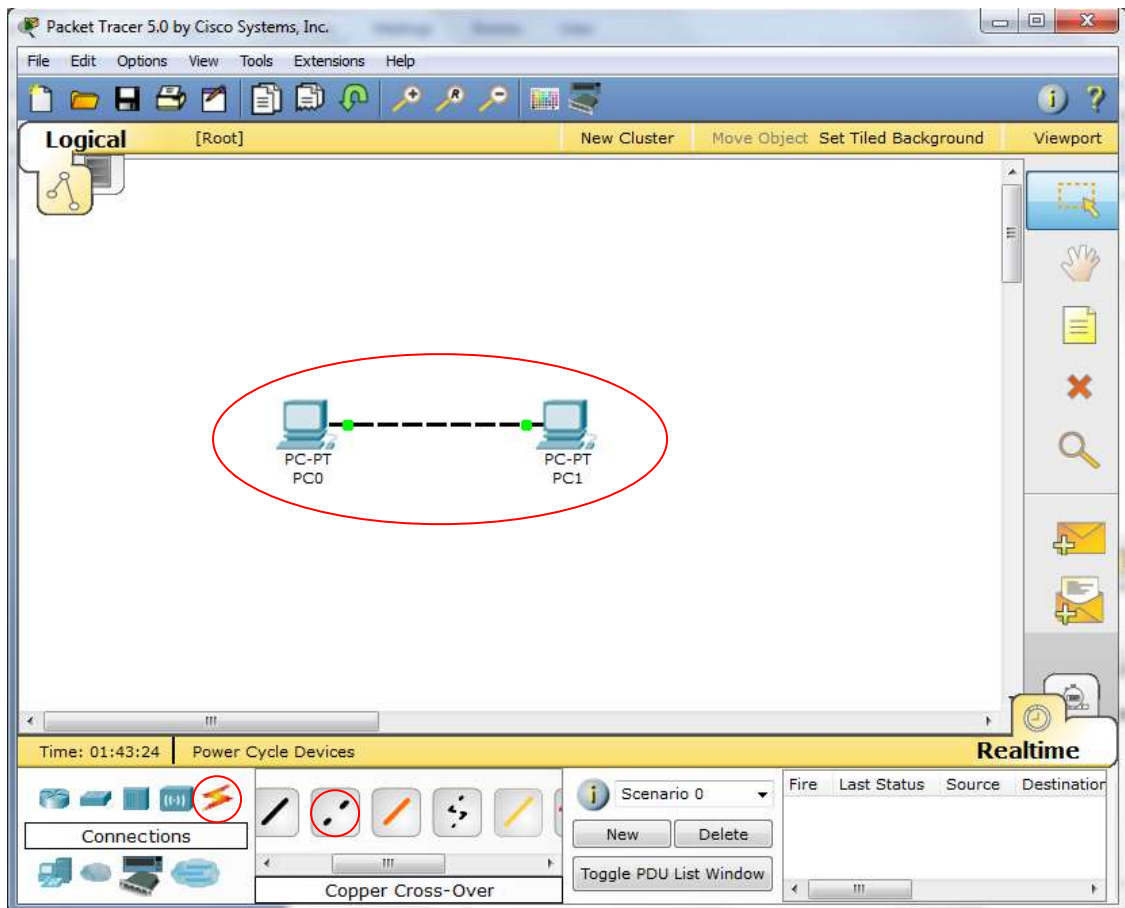 Packet Tracer 5.0 by Cisco Systems, Inc.
File Edit Options View Tools Extensions Help
Logical [Root] New Cluster Move Object Set Tiled Background Viewport
PC-PT
PC0
PC-PT
PC1
Time: 01:43:24 Power Cycle Devices Realtime
Connections
Copper Cross-Over
Scenario 0
New Delete
Toggle PDU List Window
Fire Last Status Source Destination